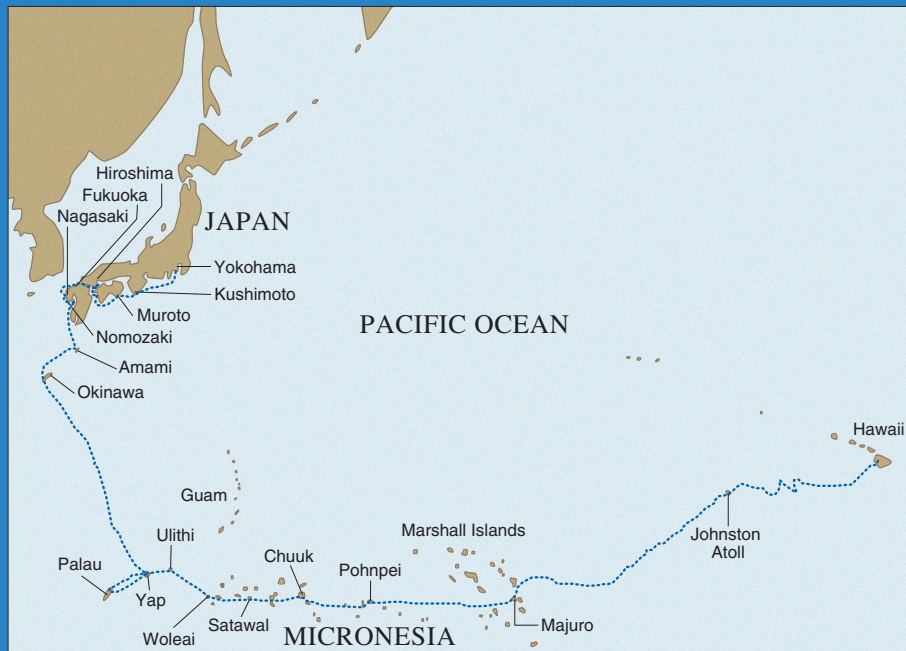 Hiroshima
Fukuoka
Nagasaki
JAPAN
Yokohama
Kushimoto
Muroto
Nomozaki
PACIFIC OCEAN
Amami
Okinawa
Hawaii
Guam
Marshall Islands
Johnston
Atoll
Ulithi
Chuuk
Pohnpei
Palau
Yap
Satawal
Majuro
Woleai
MICRONESIA